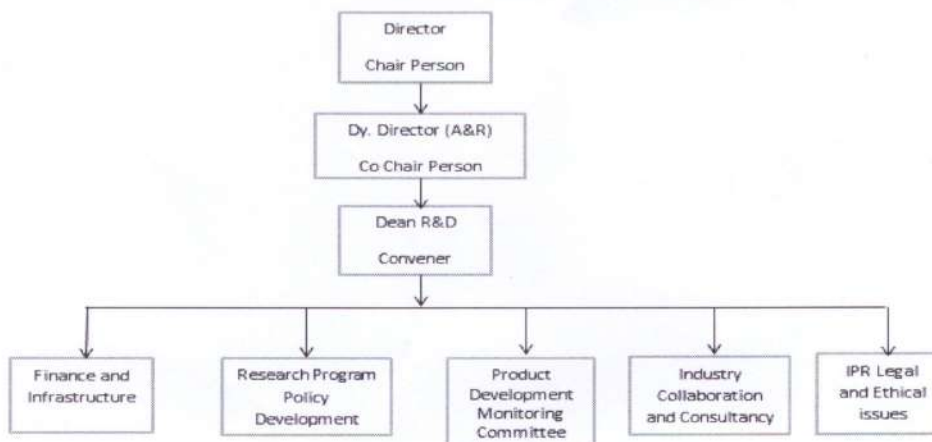 Director
Chair Person
Dy. Director (A&R)
Co Chair Person
Dean R&D
Convener
Finance and
Infrastructure
Research Program
Policy
Development
Product
Development
Monitoring
Committee
Industry
Collaboration
and Consultancy
IPR Legal
and Ethical
issues